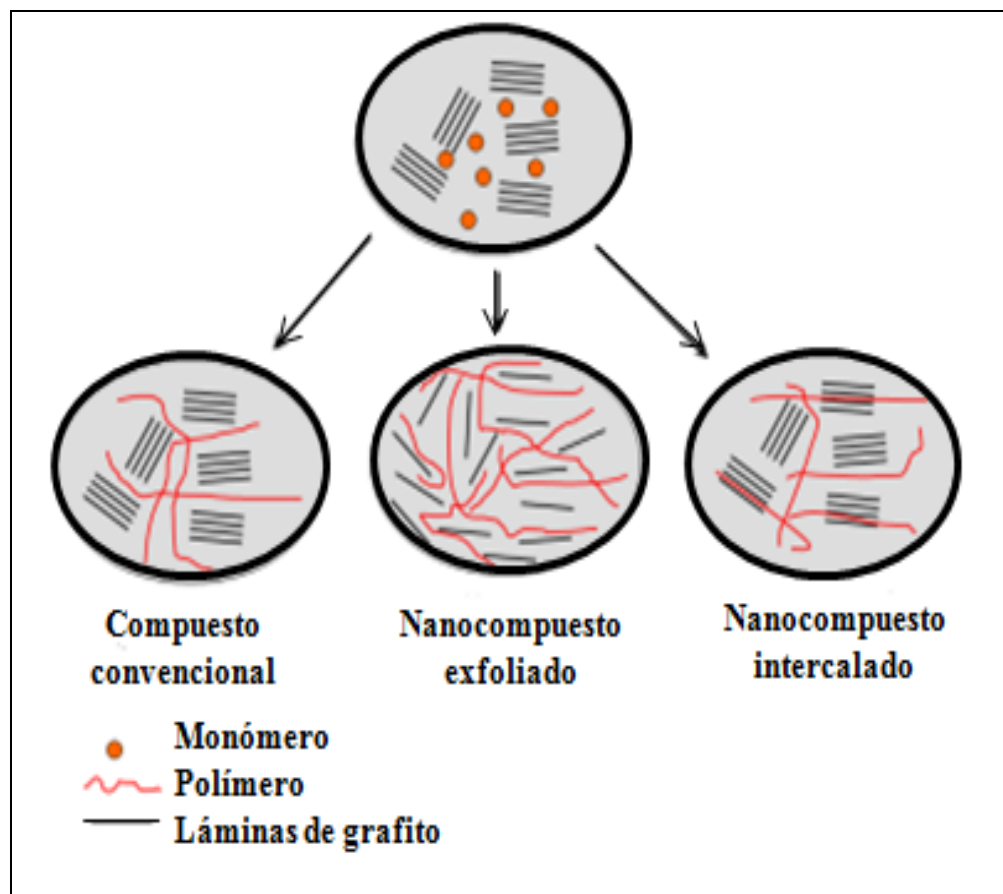 Compuesto
convencional
Nanocompuesto
exfoliado
Nanocompuesto
intercalado
Monómero
Polímero
Láminas de grafito